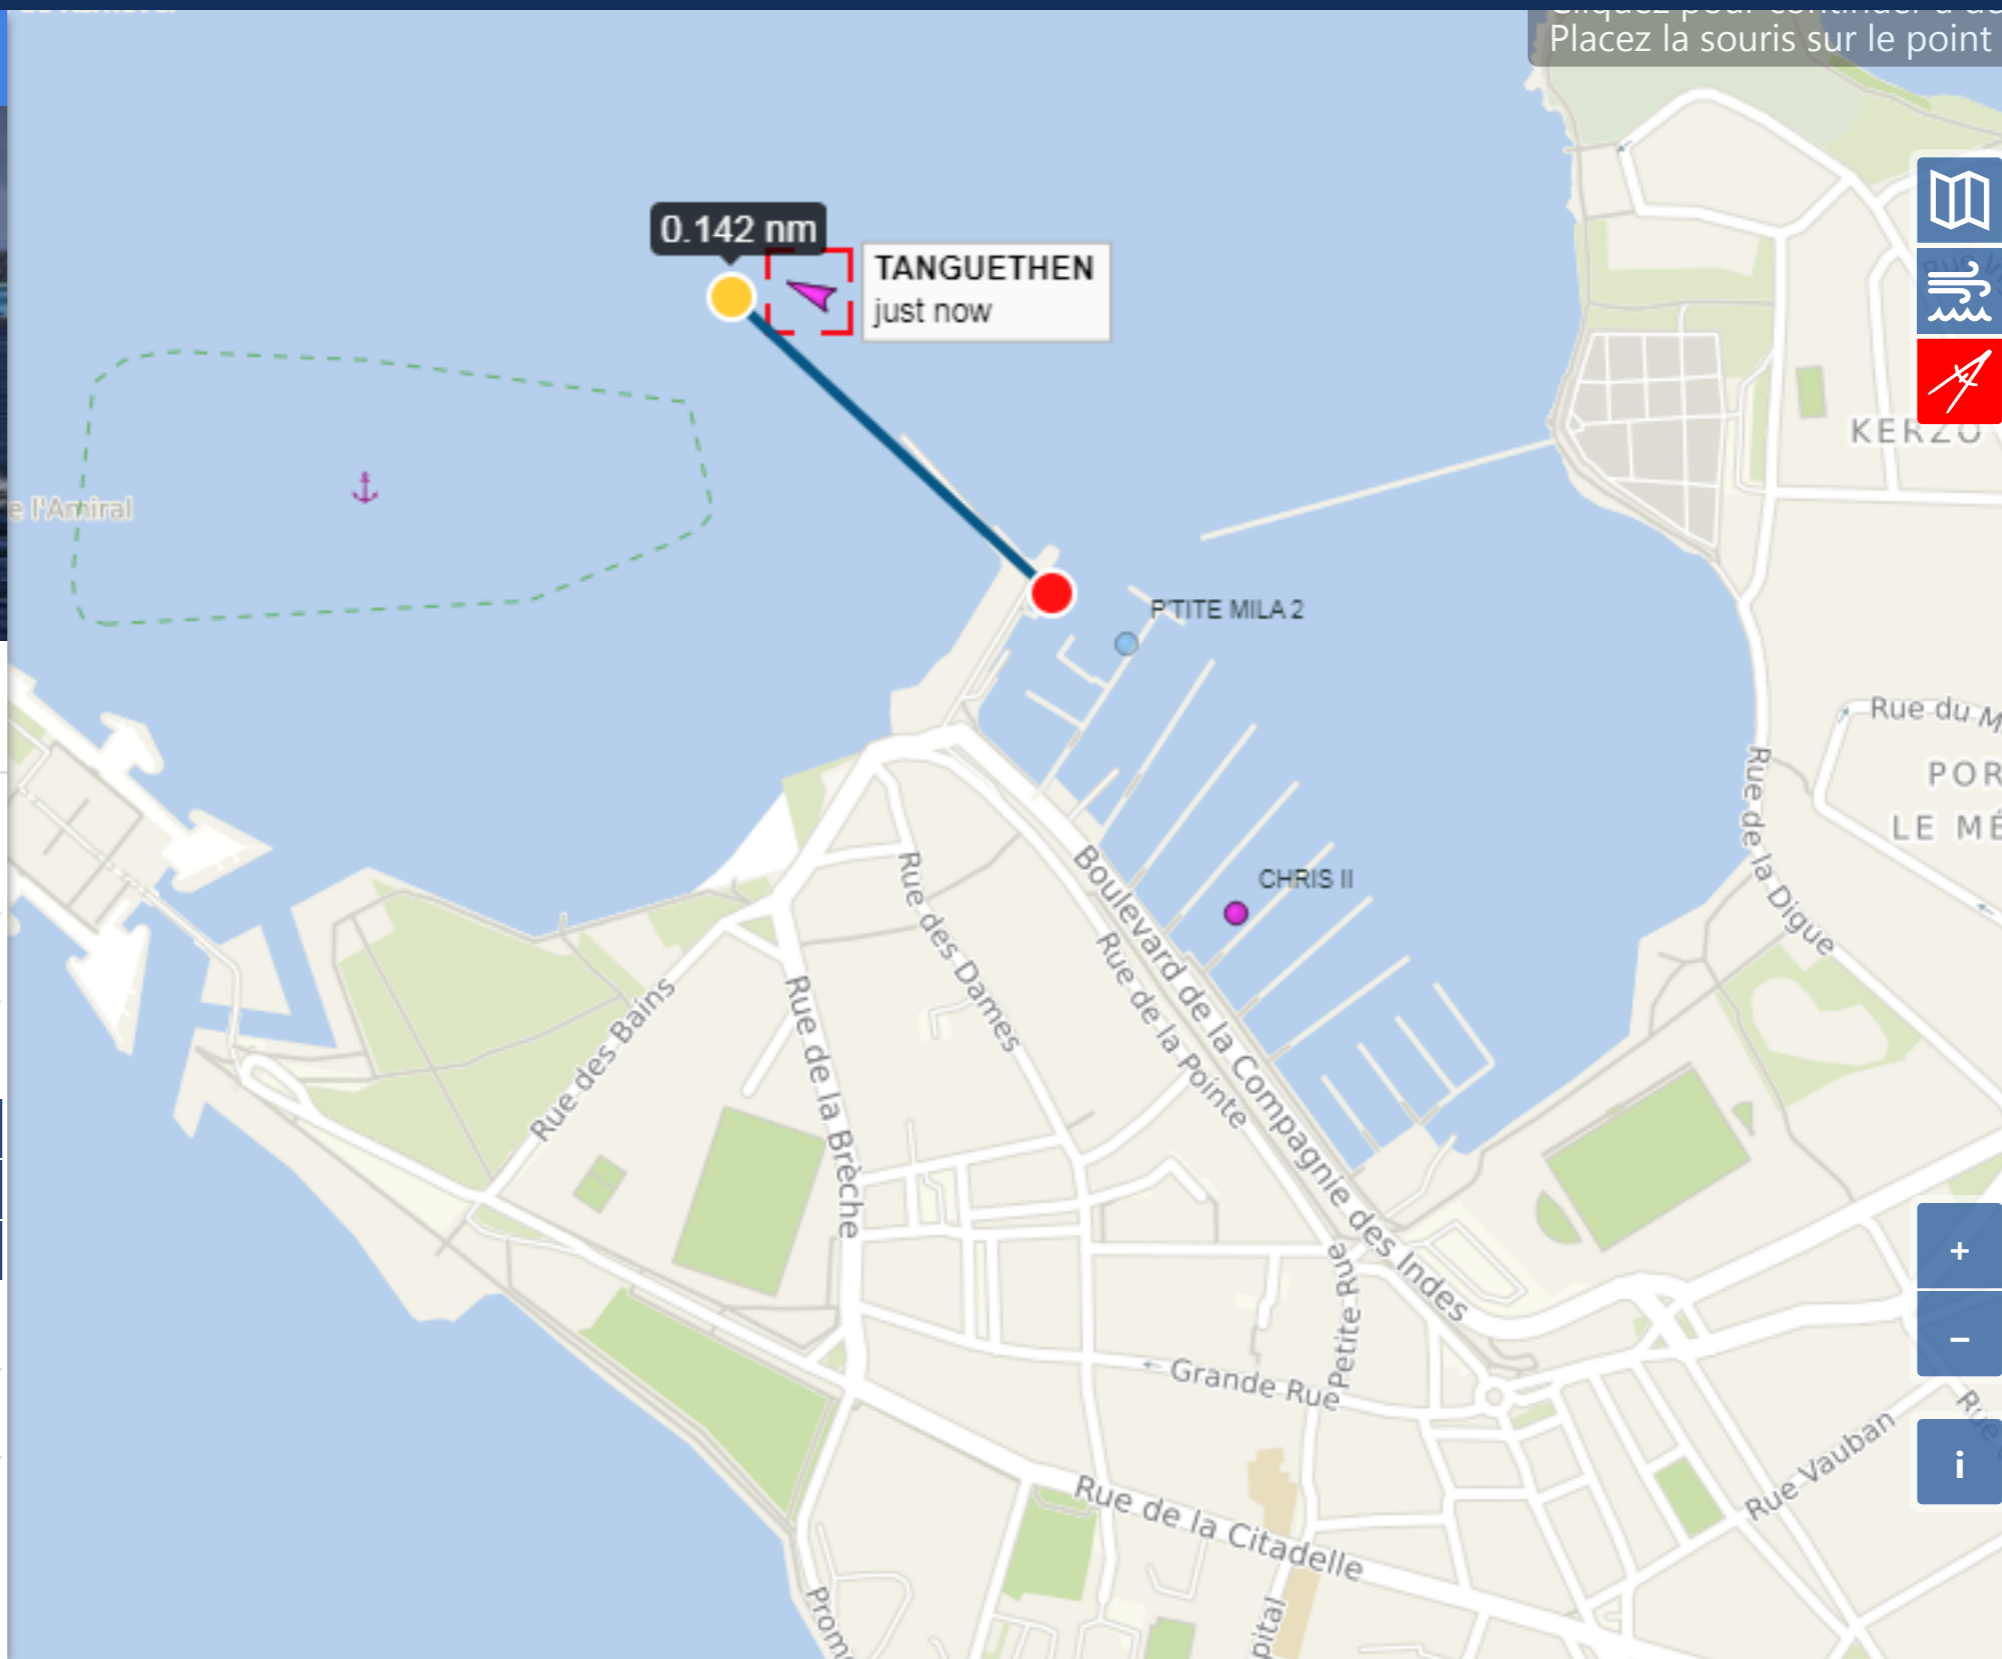 Placez la souris sur le point
0.142 nm
TANGUETHEN
just now
KERZO
e l'Amiral
P'TITE MILA 2
Rue du M
POR
LE MÉ
Rue de la Digue
CHRIS II
Boulevard de la Compagnie des Indes
Rue des Dames
Rue de la Pointe
Rue des Bains
Rue de la Brèche
Petite Rue
Grande Rue
Rue Vauban
Rue
Rue de la Citadelle
Prom
pital
+
−
i